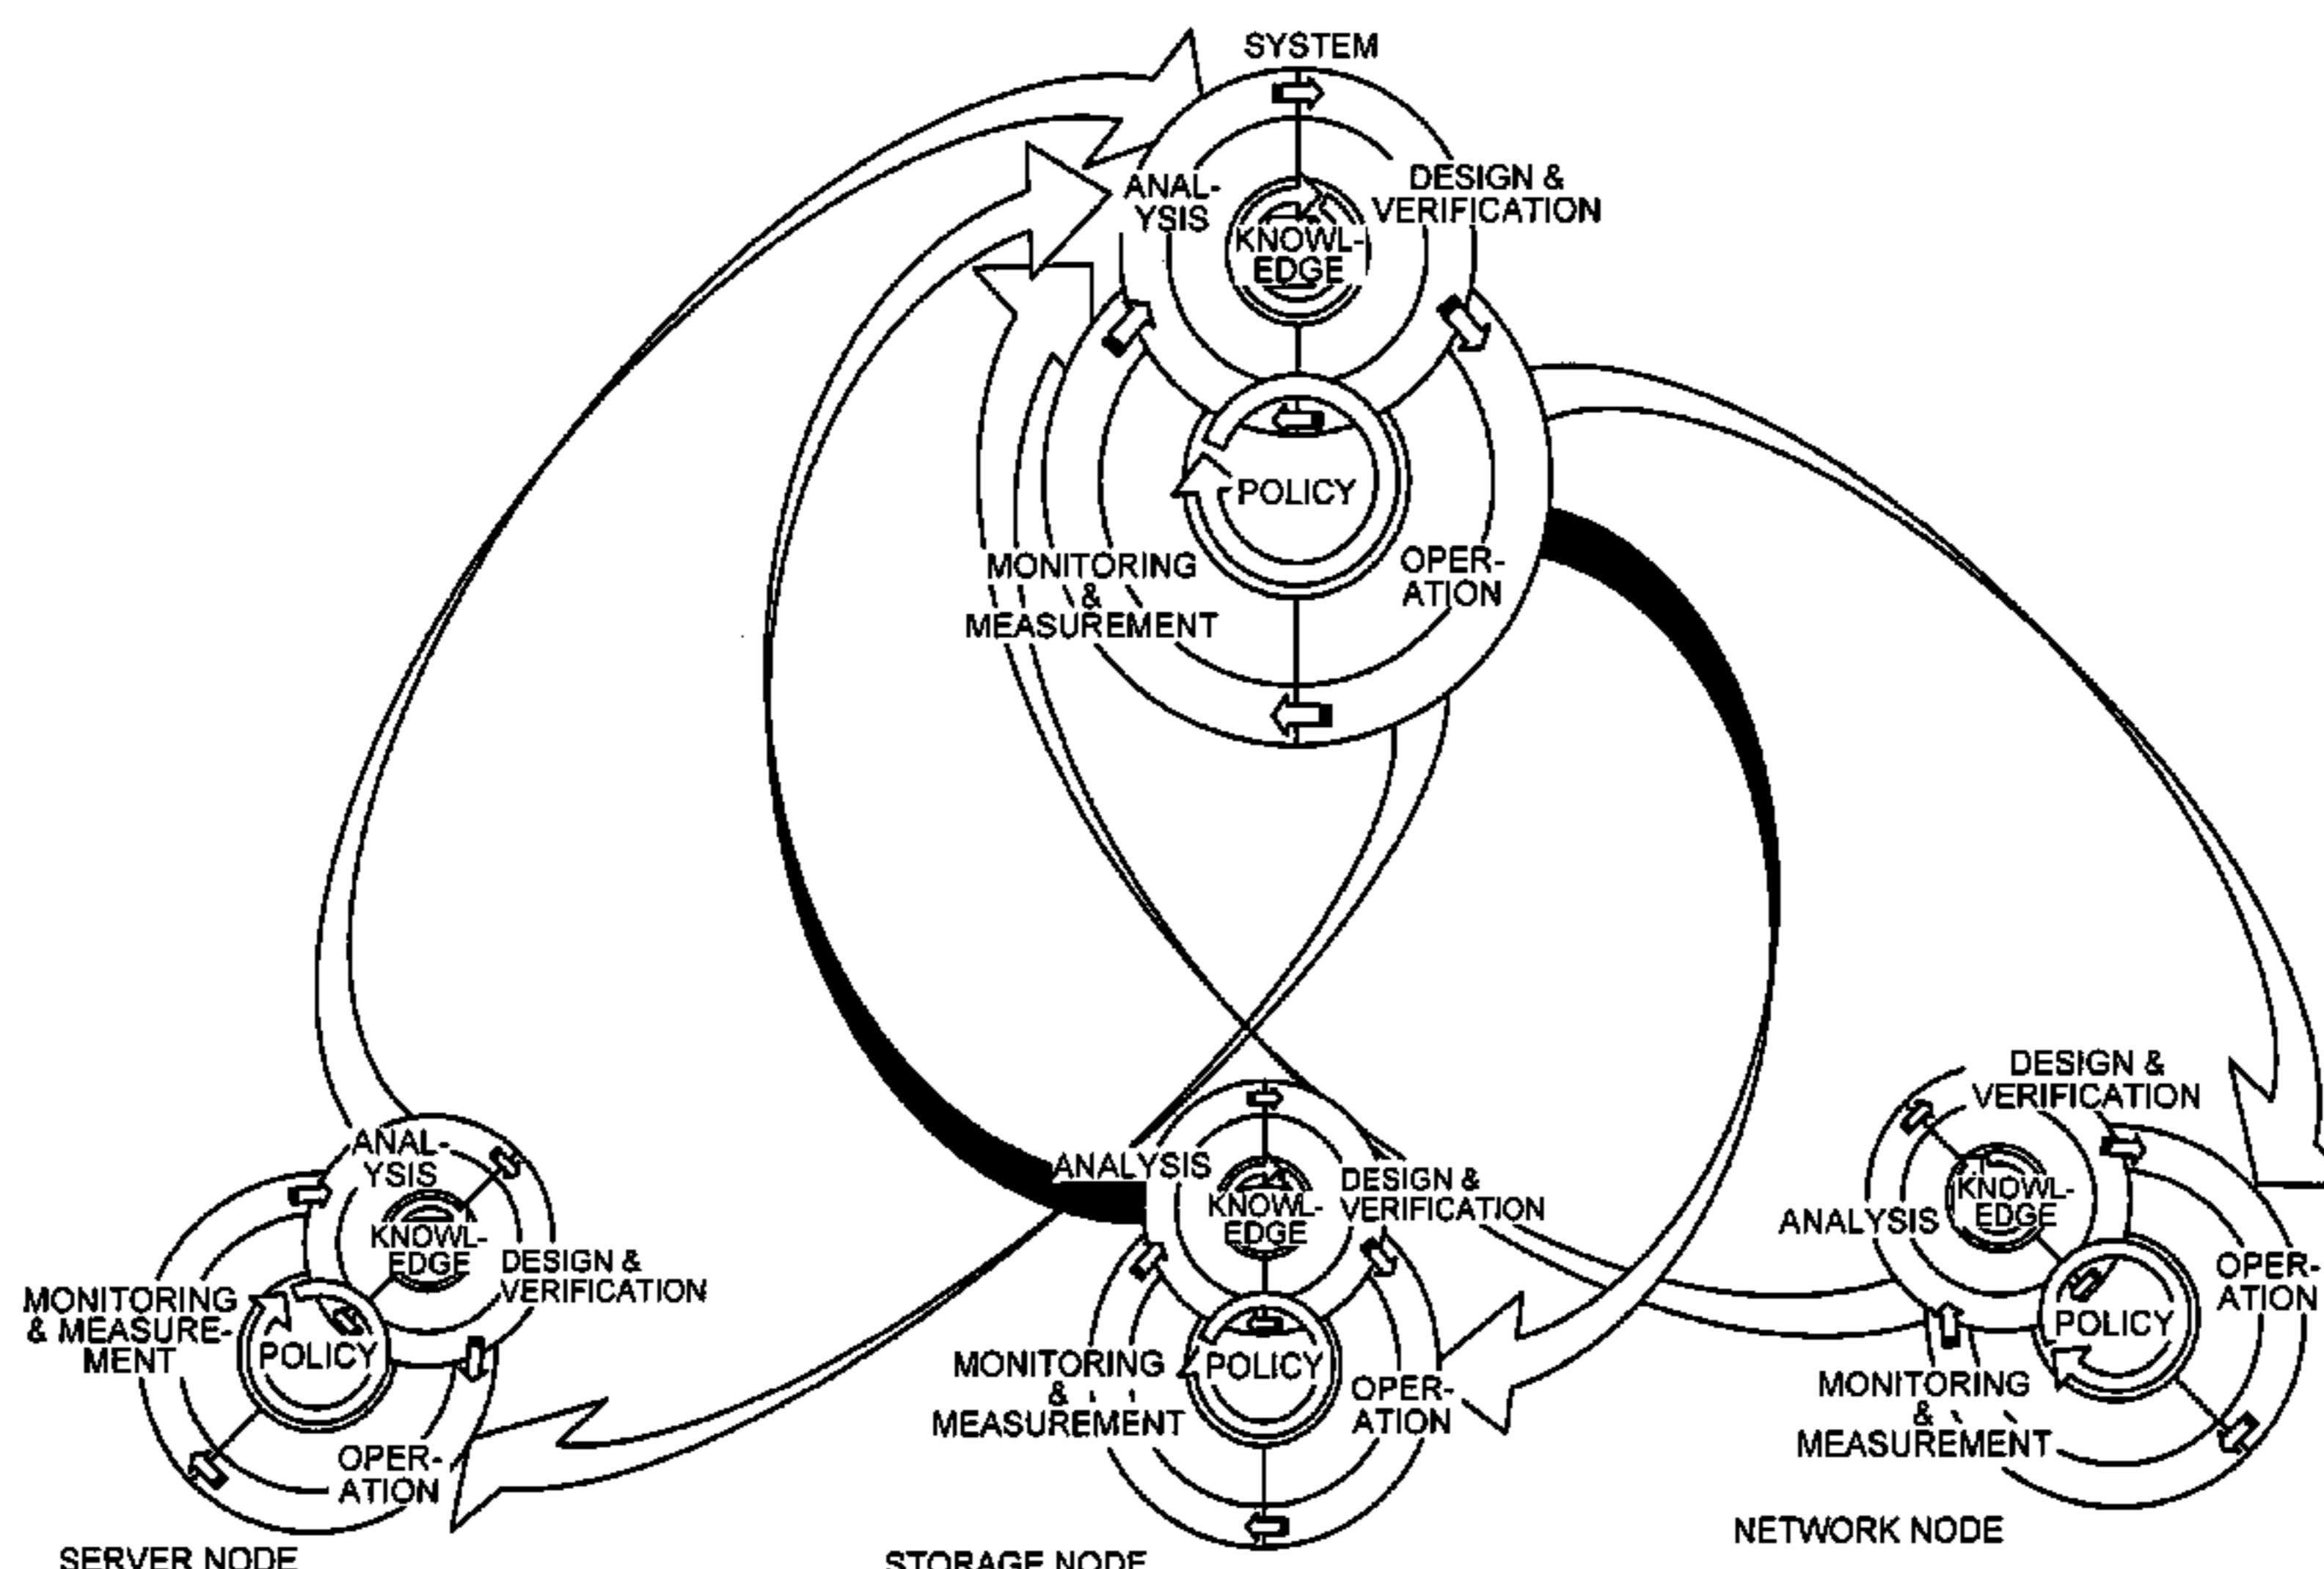 SYSTEM
ANAL-
YSIS
DESIGN &
VERIFICATION
KNOWL-
EDGE
POLICY
MONITORING
&
MEASUREMENT
OPER-
ATION
ANAL-
YSIS
KNOWL-
EDGE
DESIGN &
VERIFICATION
MONITORING
& MEASURE-
MENT
POLICY
OPER-
ATION
SERVER NODE
ANALYSIS
KNOWL-
EDGE
DESIGN &
VERIFICATION
MONITORING
&
MEASUREMENT
POLICY
OPER-
ATION
STORAGE NODE
DESIGN &
VERIFICATION
KNOWL-
EDGE
ANALYSIS
OPER-
ATION
POLICY
MONITORING
&
MEASUREMENT
NETWORK NODE